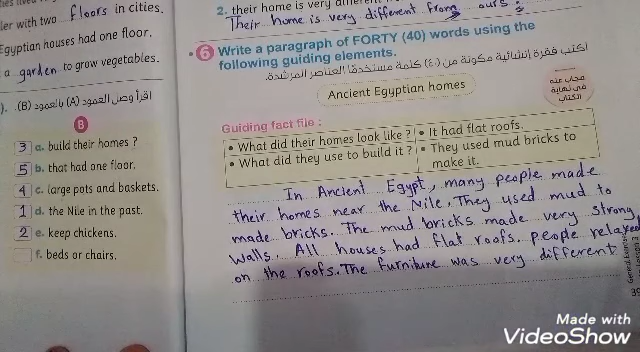 ler with two floors in cities.
Egyptian houses had one floor.
a garden to grow vegetables.
اقرأ وصل العمود (A) بالعمود (B).
B
3 a. build their homes ?
5 b. that had one floor.
4 c. large pots and baskets.
1 d. the Nile in the past.
2 e. keep chickens.
f. beds or chairs.
2. their home is very different
Their home is very different from ours.
6 Write a paragraph of FORTY (40) words using the
following guiding elements.
اكتب فقرة إنشائية مكونة من (٤٠) كلمة مستخدمًا العناصر المرشدة.
مجاب عنه
في نهاية
الكتاب
Ancient Egyptian homes
Guiding fact file :
• What did their homes look like ? • It had flat roofs.
• What did they use to build it ? • They used mud bricks to
make it.
In Ancient Egypt, many people made
their homes near the Nile. They used mud to
made bricks. The mud bricks made very strong
walls. All houses had flat roofs. people relaxed
on the roofs. The furniture was very different
Made with
VideoShow